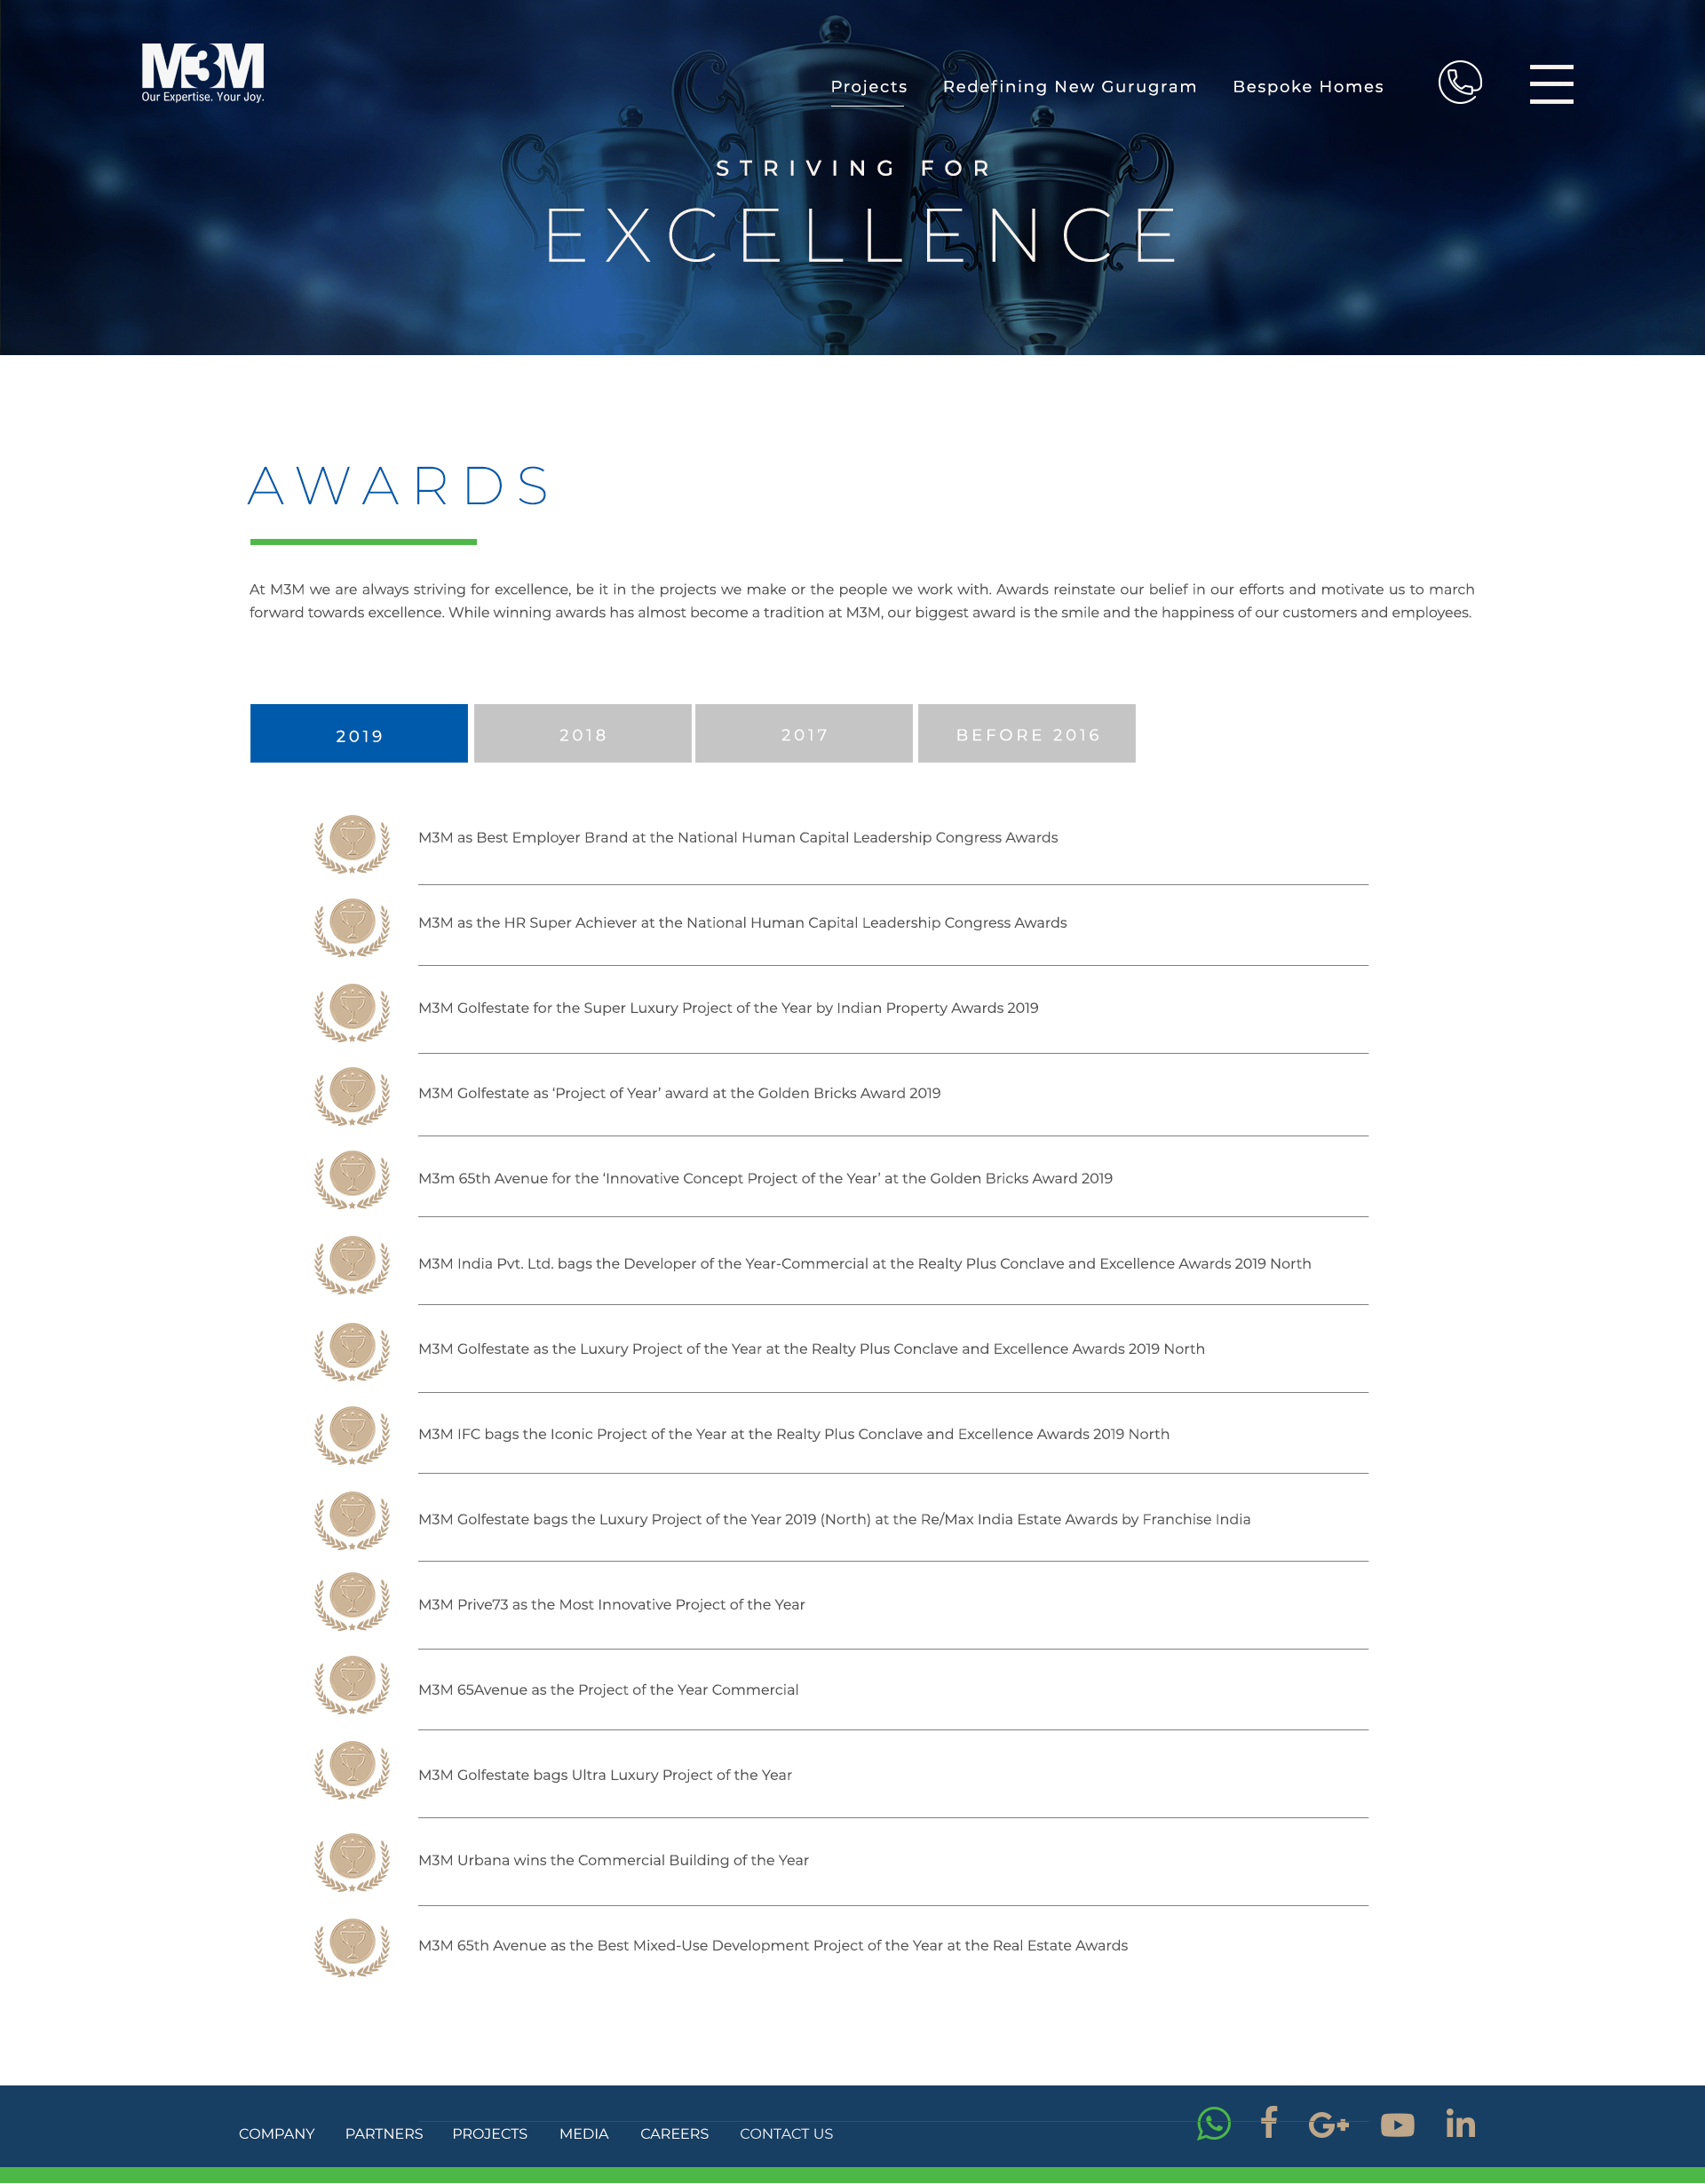 M3M
Our Expertise. Your Joy.
Projects
Redefining New Gurugram
Bespoke Homes
STRIVING FOR
EXCELLENCE
AWARDS
At M3M we are always striving for excellence, be it in the projects we make or the people we work with. Awards reinstate our belief in our efforts and motivate us to march
forward towards excellence. While winning awards has almost become a tradition at M3M, our biggest award is the smile and the happiness of our customers and employees.
2019
2018
2017
BEFORE 2016
M3M as Best Employer Brand at the National Human Capital Leadership Congress Awards
M3M as the HR Super Achiever at the National Human Capital Leadership Congress Awards
M3M Golfestate for the Super Luxury Project of the Year by Indian Property Awards 2019
M3M Golfestate as ‘Project of Year’ award at the Golden Bricks Award 2019
M3m 65th Avenue for the ‘Innovative Concept Project of the Year’ at the Golden Bricks Award 2019
M3M India Pvt. Ltd. bags the Developer of the Year-Commercial at the Realty Plus Conclave and Excellence Awards 2019 North
M3M Golfestate as the Luxury Project of the Year at the Realty Plus Conclave and Excellence Awards 2019 North
M3M IFC bags the Iconic Project of the Year at the Realty Plus Conclave and Excellence Awards 2019 North
M3M Golfestate bags the Luxury Project of the Year 2019 (North) at the Re/Max India Estate Awards by Franchise India
M3M Prive73 as the Most Innovative Project of the Year
M3M 65Avenue as the Project of the Year Commercial
M3M Golfestate bags Ultra Luxury Project of the Year
M3M Urbana wins the Commercial Building of the Year
M3M 65th Avenue as the Best Mixed-Use Development Project of the Year at the Real Estate Awards
COMPANY
PARTNERS
PROJECTS
MEDIA
CAREERS
CONTACT US